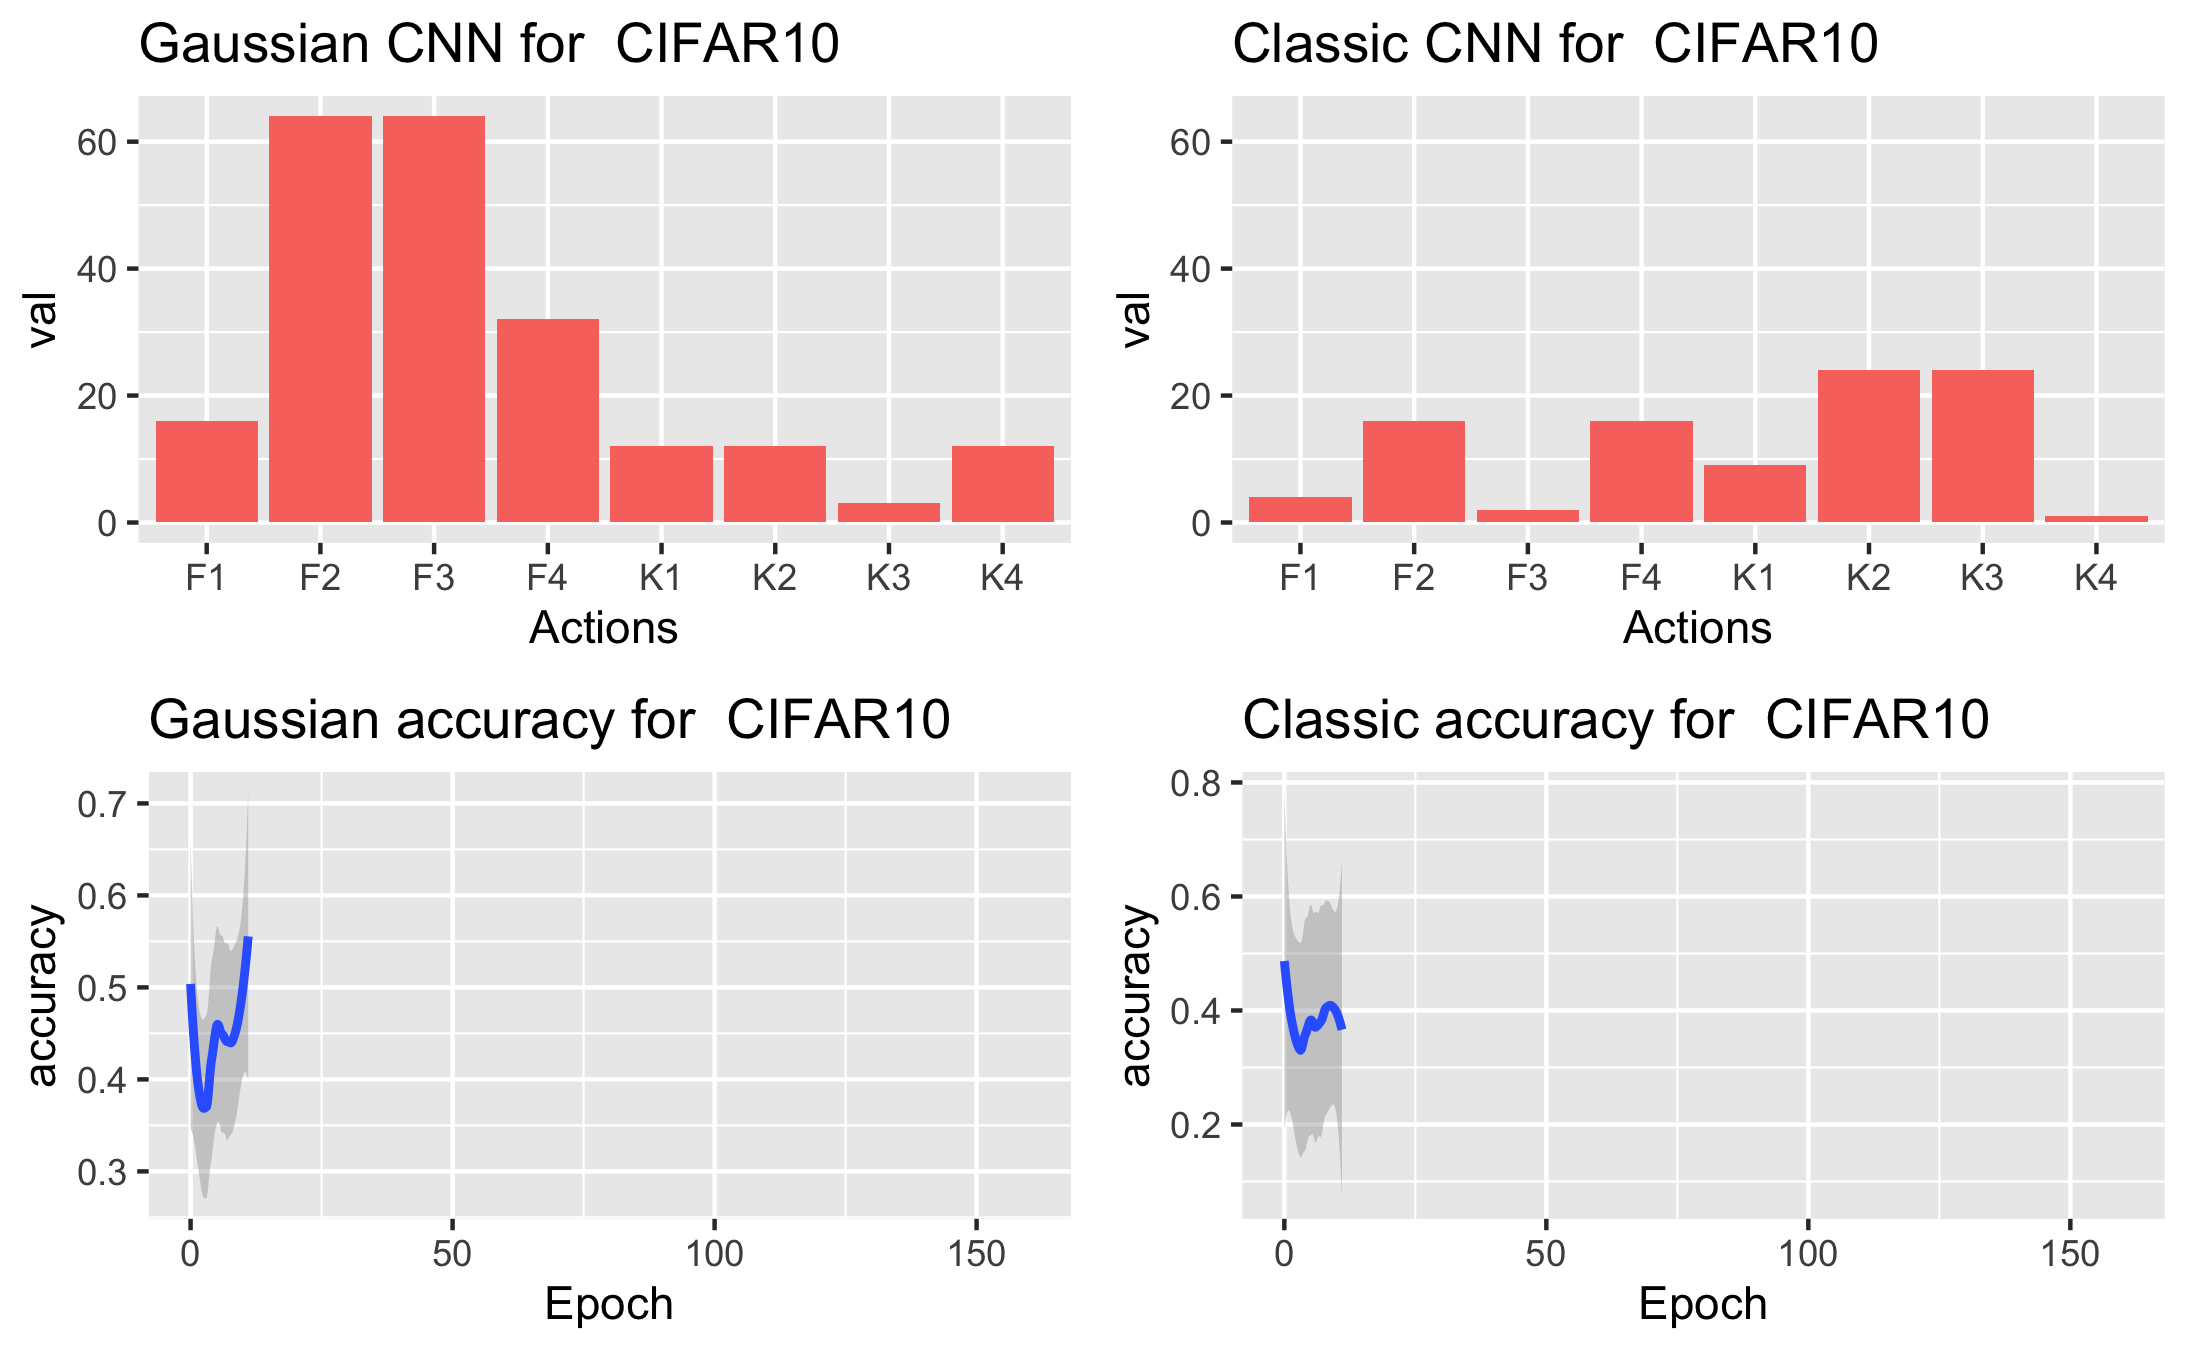 Gaussian CNN for  CIFAR10
60
40
20
0
val
F1 F2 F3 F4 K1 K2 K3 K4
Actions
Classic CNN for  CIFAR10
60
40
20
0
val
F1 F2 F3 F4 K1 K2 K3 K4
Actions
Gaussian accuracy for  CIFAR10
0.7
0.6
0.5
0.4
0.3
accuracy
0 50 100 150
Epoch
Classic accuracy for  CIFAR10
0.8
0.6
0.4
0.2
accuracy
0 50 100 150
Epoch